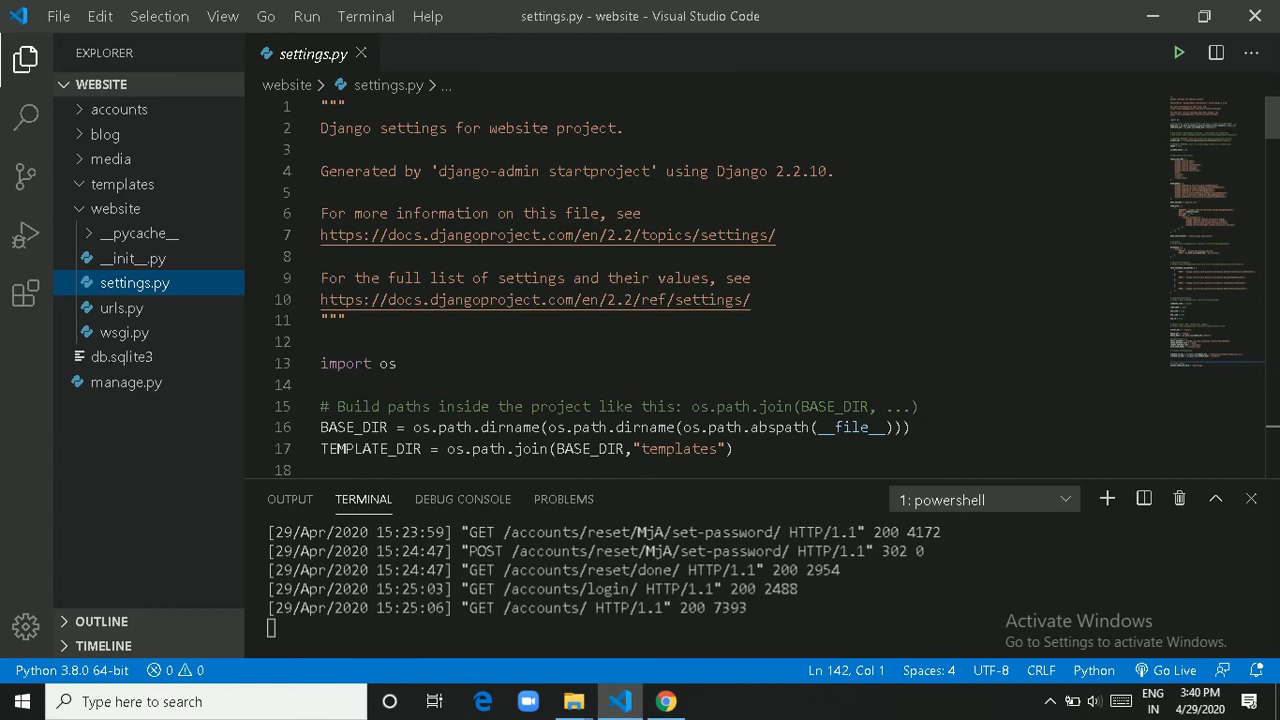 File Edit Selection View Go Run Terminal Help settings.py - website - Visual Studio Code
EXPLORER
WEBSITE
accounts
blog
media
templates
website
__pycache__
__init__.py
settings.py
urls.py
wsgi.py
db.sqlite3
manage.py
OUTLINE
TIMELINE
settings.py
website > settings.py > ...
1 """
2 Django settings for website project.
3
4 Generated by 'django-admin startproject' using Django 2.2.10.
5
6 For more information on this file, see
7 https://docs.djangoproject.com/en/2.2/topics/settings/
8
9 For the full list of settings and their values, see
10 https://docs.djangoproject.com/en/2.2/ref/settings/
11 """
12
13 import os
14
15 # Build paths inside the project like this: os.path.join(BASE_DIR, ...)
16 BASE_DIR = os.path.dirname(os.path.dirname(os.path.abspath(__file__)))
17 TEMPLATE_DIR = os.path.join(BASE_DIR,"templates")
18
OUTPUT TERMINAL DEBUG CONSOLE PROBLEMS 1: powershell
[29/Apr/2020 15:23:59] "GET /accounts/reset/MjA/set-password/ HTTP/1.1" 200 4172
[29/Apr/2020 15:24:47] "POST /accounts/reset/MjA/set-password/ HTTP/1.1" 302 0
[29/Apr/2020 15:24:47] "GET /accounts/reset/done/ HTTP/1.1" 200 2954
[29/Apr/2020 15:25:03] "GET /accounts/login/ HTTP/1.1" 200 2488
[29/Apr/2020 15:25:06] "GET /accounts/ HTTP/1.1" 200 7393
Activate Windows
Go to Settings to activate Windows.
Python 3.8.0 64-bit 0 0 Ln 142, Col 1 Spaces: 4 UTF-8 CRLF Python Go Live
Type here to search
ENG
IN
3:40 PM
4/29/2020